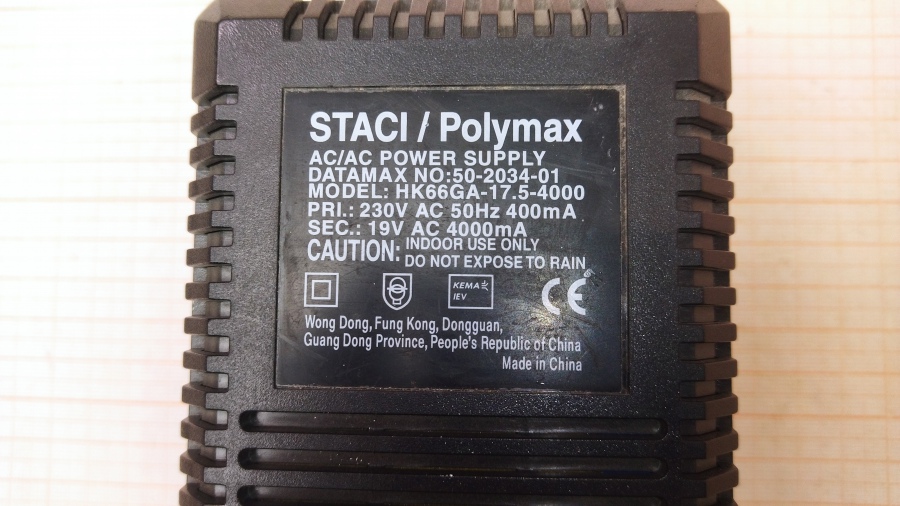 STACI / Polymax
AC/AC POWER SUPPLY
DATAMAX NO:50-2034-01
MODEL: HK66GA-17.5-4000
PRI.: 230V AC 50Hz 400mA
SEC.: 19V AC 4000mA
CAUTION: INDOOR USE ONLY
DO NOT EXPOSE TO RAIN
KEMA
IEV
CE
Wong Dong, Fung Kong, Dongguan,
Guang Dong Province, People's Republic of China
Made in China